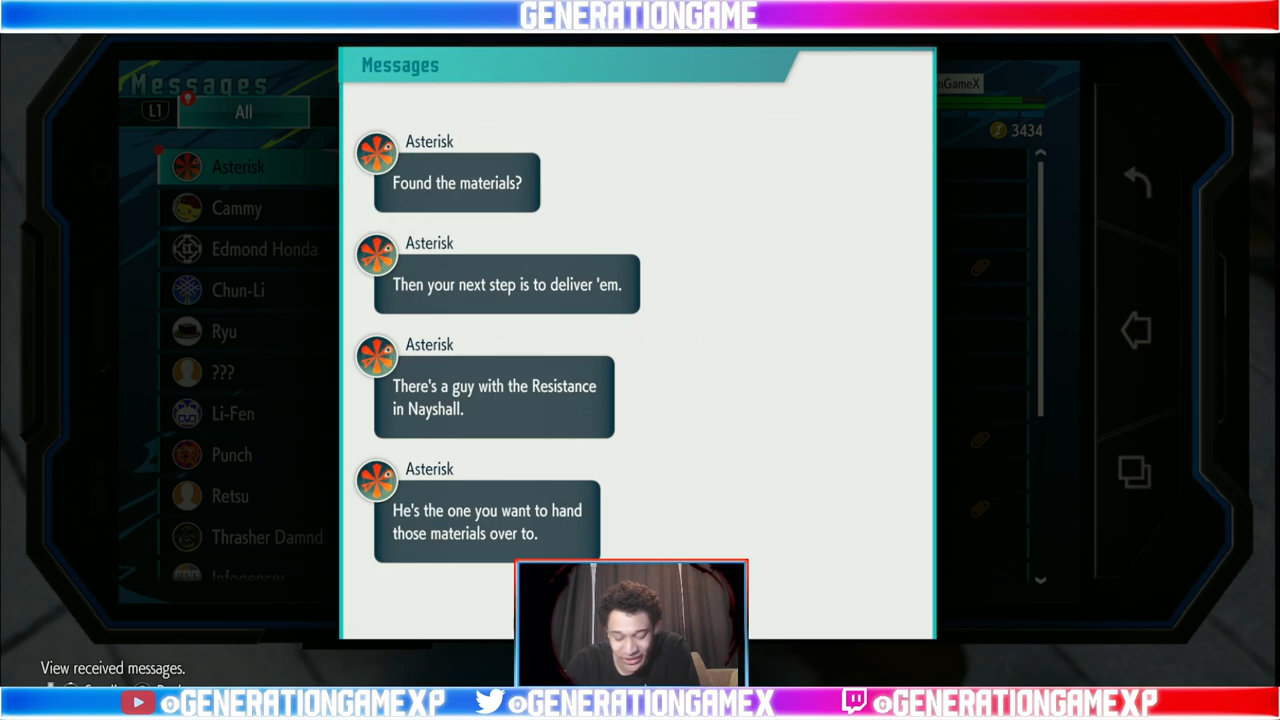 GENERATIONGAME
Messages
L1
All
Asterisk
Cammy
Edmond Honda
Chun-Li
Ryu
???
Li-Fen
Punch
Retsu
Thrasher Damnd
Messages
Asterisk
Found the materials?
Asterisk
Then your next step is to deliver 'em.
Asterisk
There's a guy with the Resistance
in Nayshall.
Asterisk
He's the one you want to hand
those materials over to.
nGameX
3434
View received messages.
@GENERATIONGAMEXP
@GENERATIONGAMEX
@GENERATIONGAMEXP